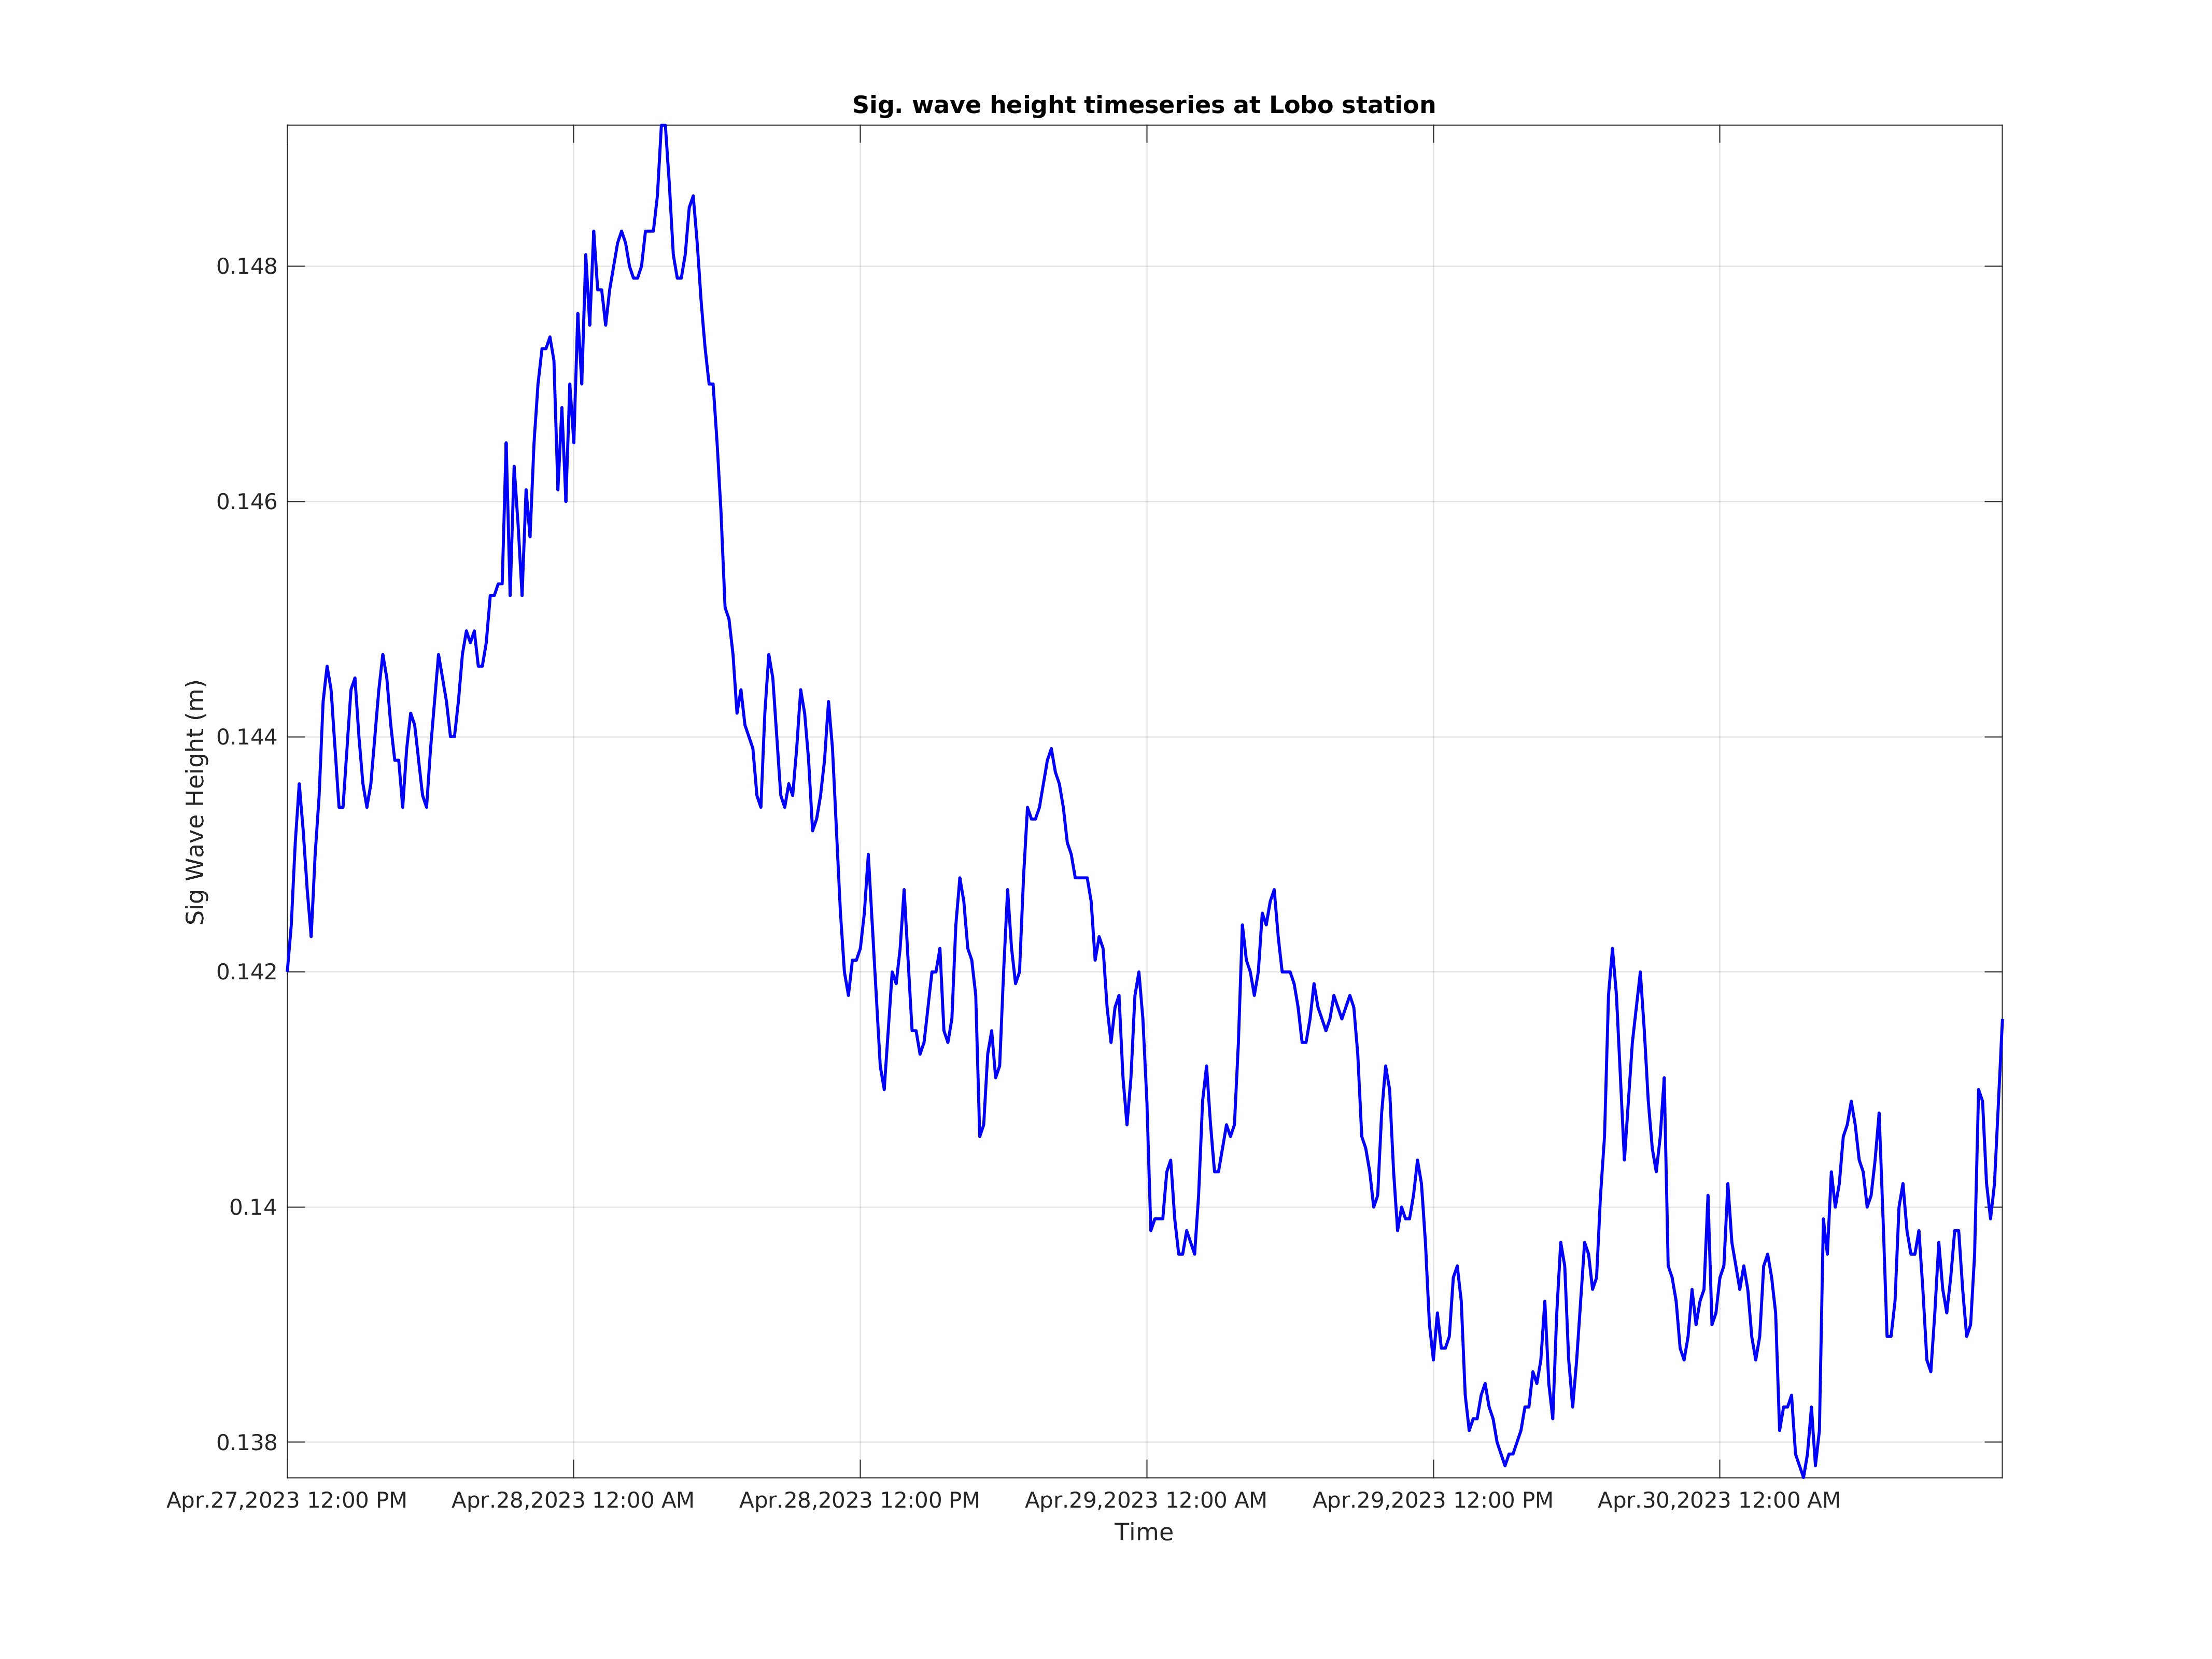 Sig. wave height timeseries at Lobo station
0.148
0.146
0.144
0.142
0.14
0.138
Sig Wave Height (m)
Apr.27,2023 12:00 PM Apr.28,2023 12:00 AM Apr.28,2023 12:00 PM Apr.29,2023 12:00 AM Apr.29,2023 12:00 PM Apr.30,2023 12:00 AM
Time